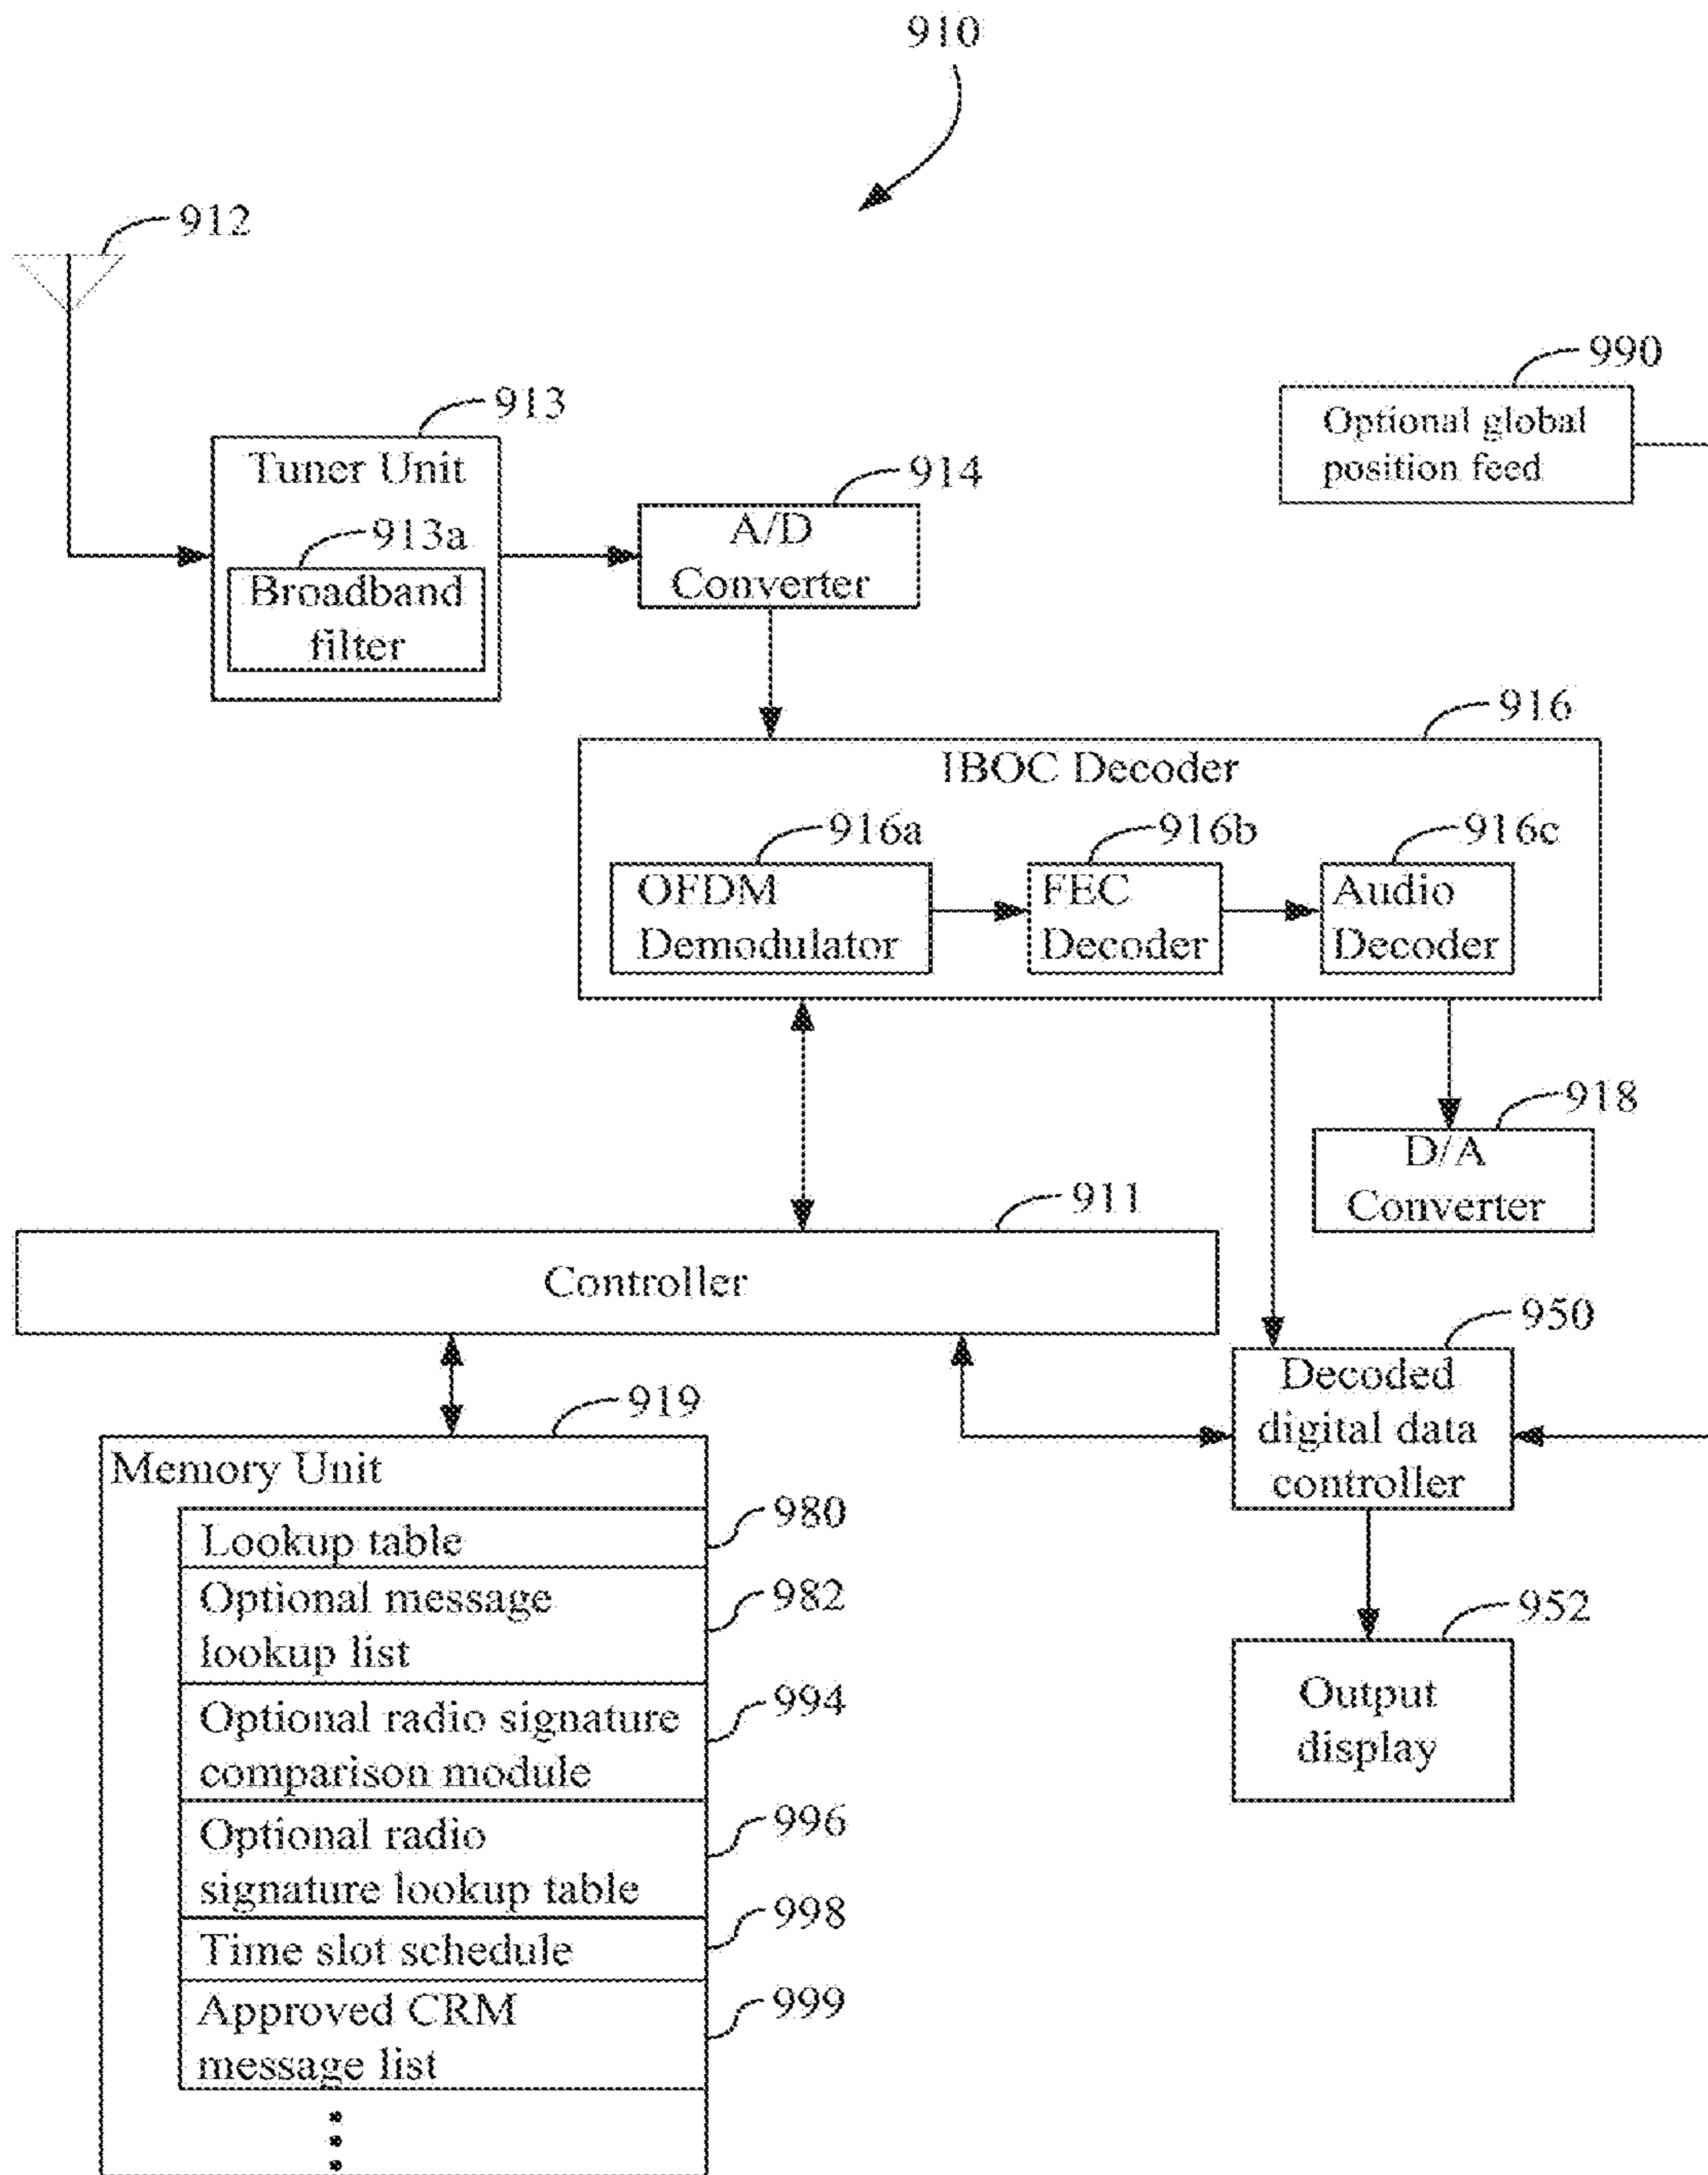 910
912
990
Optional global
position feed
913
Tuner Unit
913a
Broadband
filter
914
A/D
Converter
916
IBOC Decoder
916a
OFDM
Demodulator
916b
FEC
Decoder
916c
Audio
Decoder
918
D/A
Converter
911
Controller
950
Decoded
digital data
controller
919
Memory Unit
980
Lookup table
982
Optional message
lookup list
994
Optional radio signature
comparison module
996
Optional radio
signature lookup table
998
Time slot schedule
999
Approved CRM
message list
952
Output
display